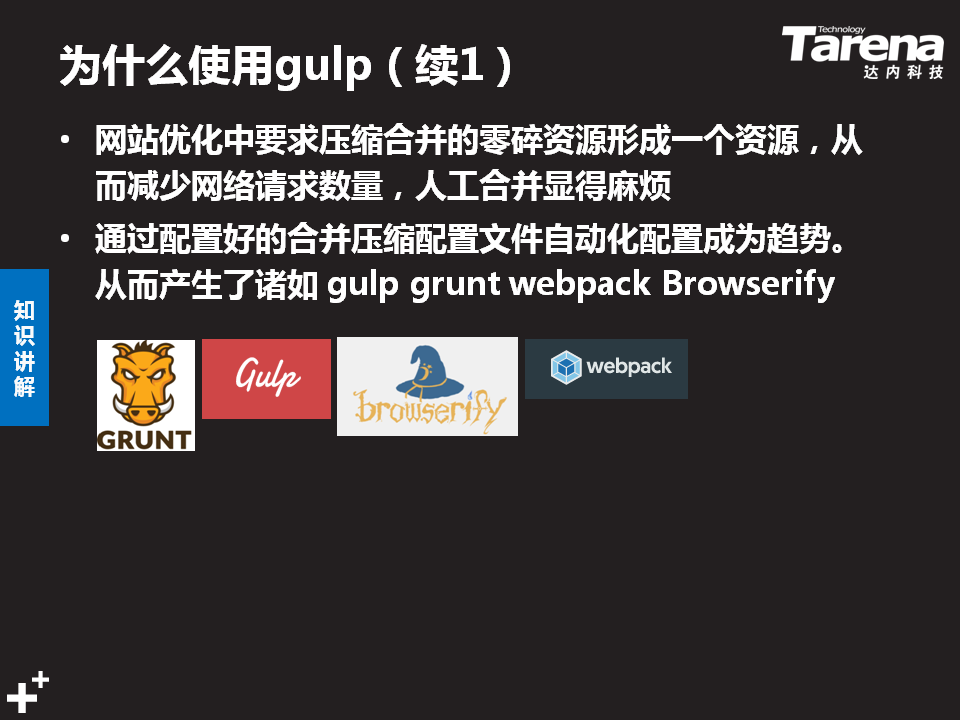 为什么使用gulp（续1）
Technology
Tarena
达内科技
• 网站优化中要求压缩合并的零碎资源形成一个资源，从
而减少网络请求数量，人工合并显得麻烦
• 通过配置好的合并压缩配置文件自动化配置成为趋势。
从而产生了诸如 gulp grunt webpack Browserify
知识讲解
GRUNT
Gulp
browserify
webpack